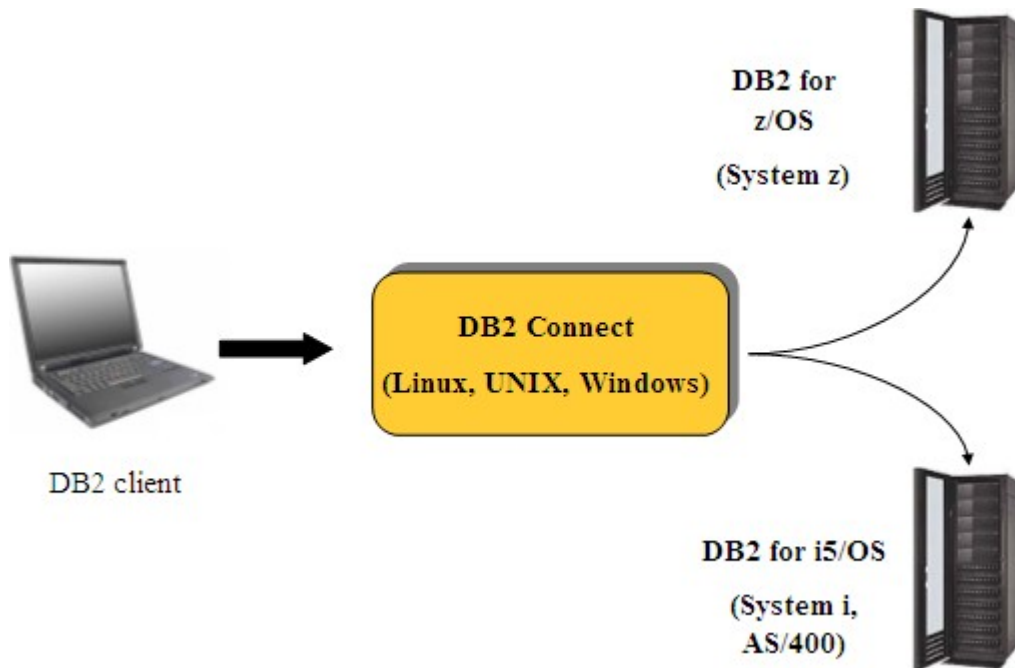 DB2 for
z/OS
(System z)
DB2 Connect
(Linux, UNIX, Windows)
DB2 client
DB2 for i5/OS
(System i,
AS/400)